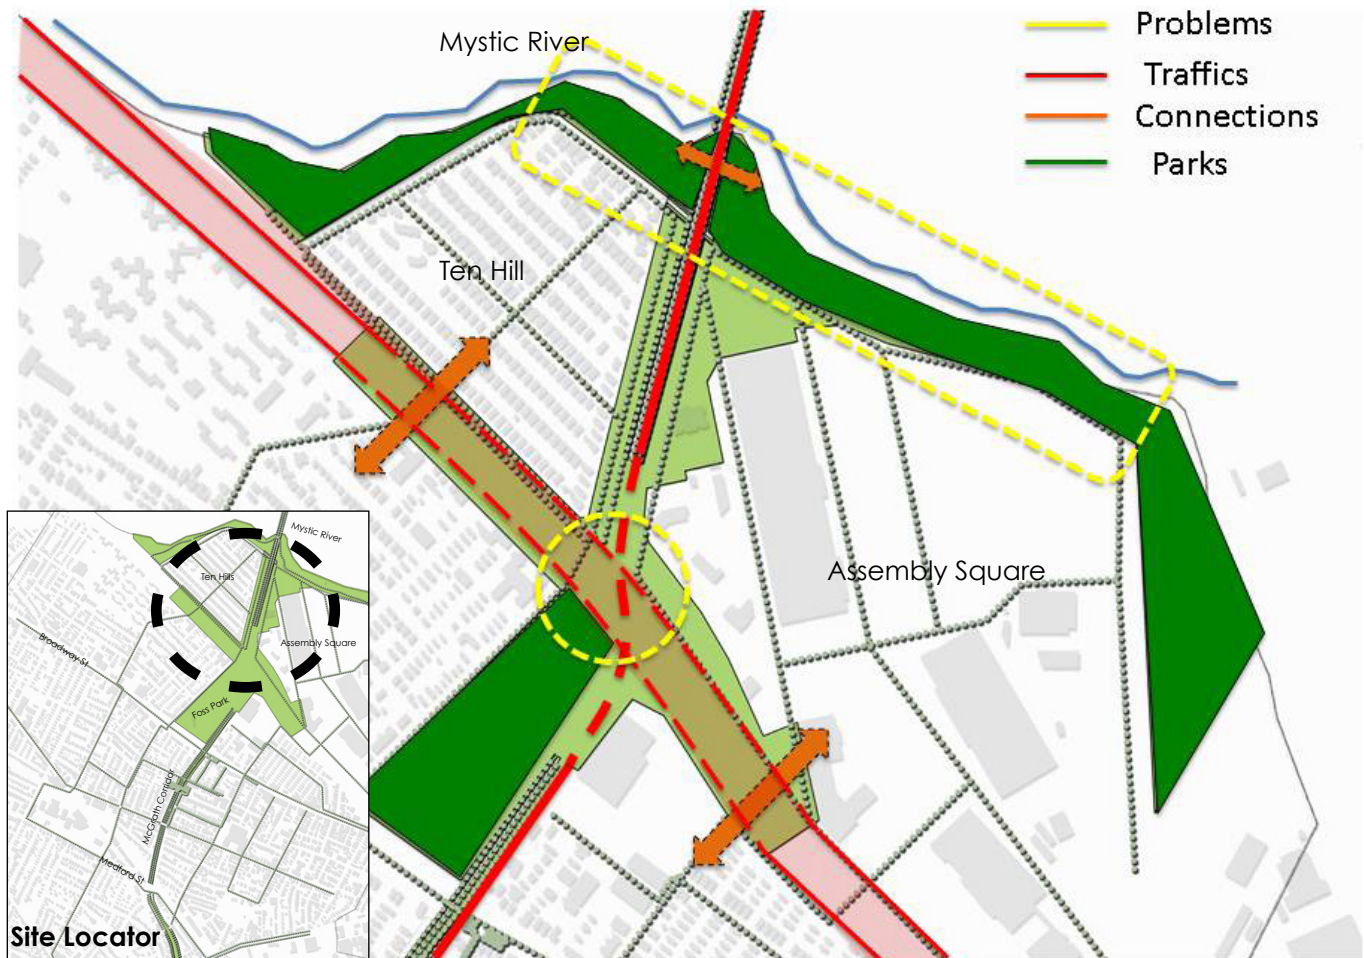 Mystic River
Problems
Traffics
Connections
Parks
Ten Hill
Assembly Square
Mystic River
Ten Hills
Broadway St
Assembly Square
Foss Park
McGrath Corridor
Medford St
Site Locator